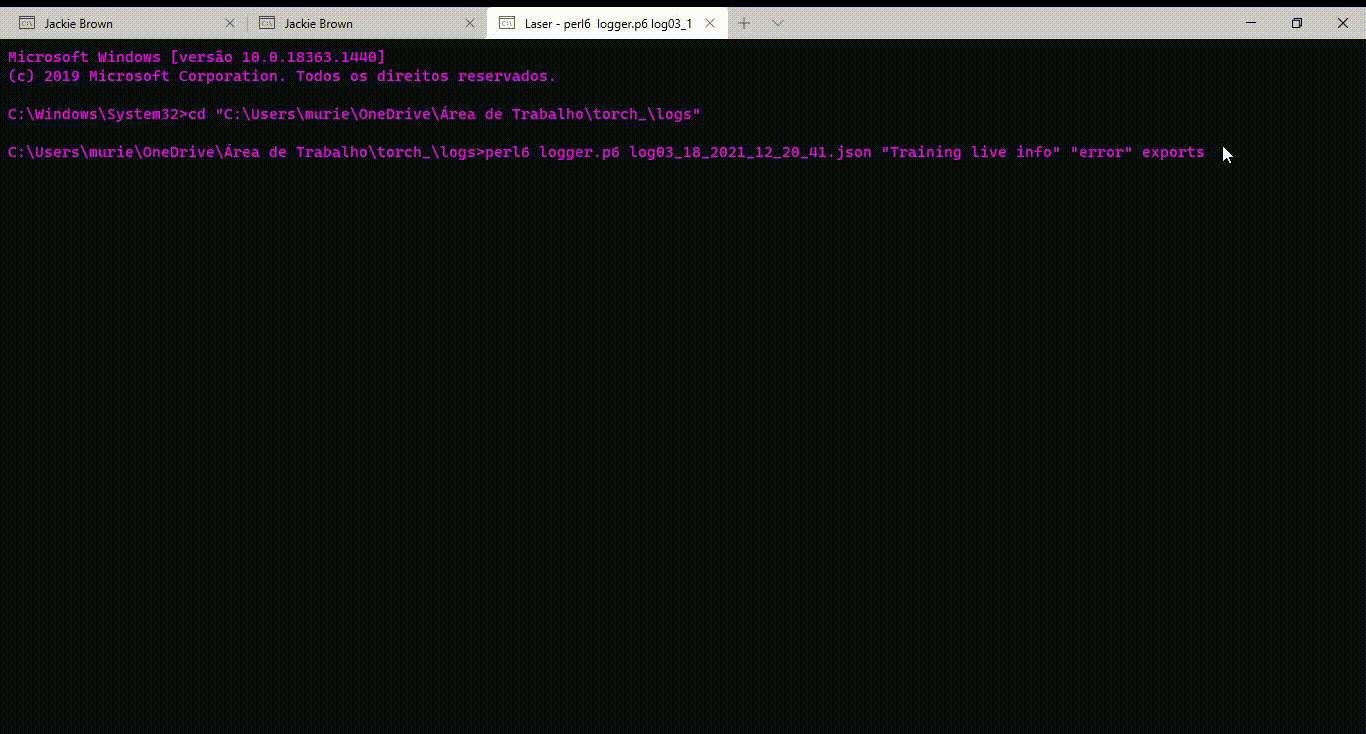 Jackie Brown
Jackie Brown
Laser - perl6 logger.p6 log03_1
Microsoft Windows [versão 10.0.18363.1440]
(c) 2019 Microsoft Corporation. Todos os direitos reservados.
C:\Windows\System32>cd "C:\Users\murie\OneDrive\Área de Trabalho\torch_\logs"
C:\Users\murie\OneDrive\Área de Trabalho\torch_\logs>perl6 logger.p6 log03_18_2021_12_20_41.json "Training live info" "error" exports